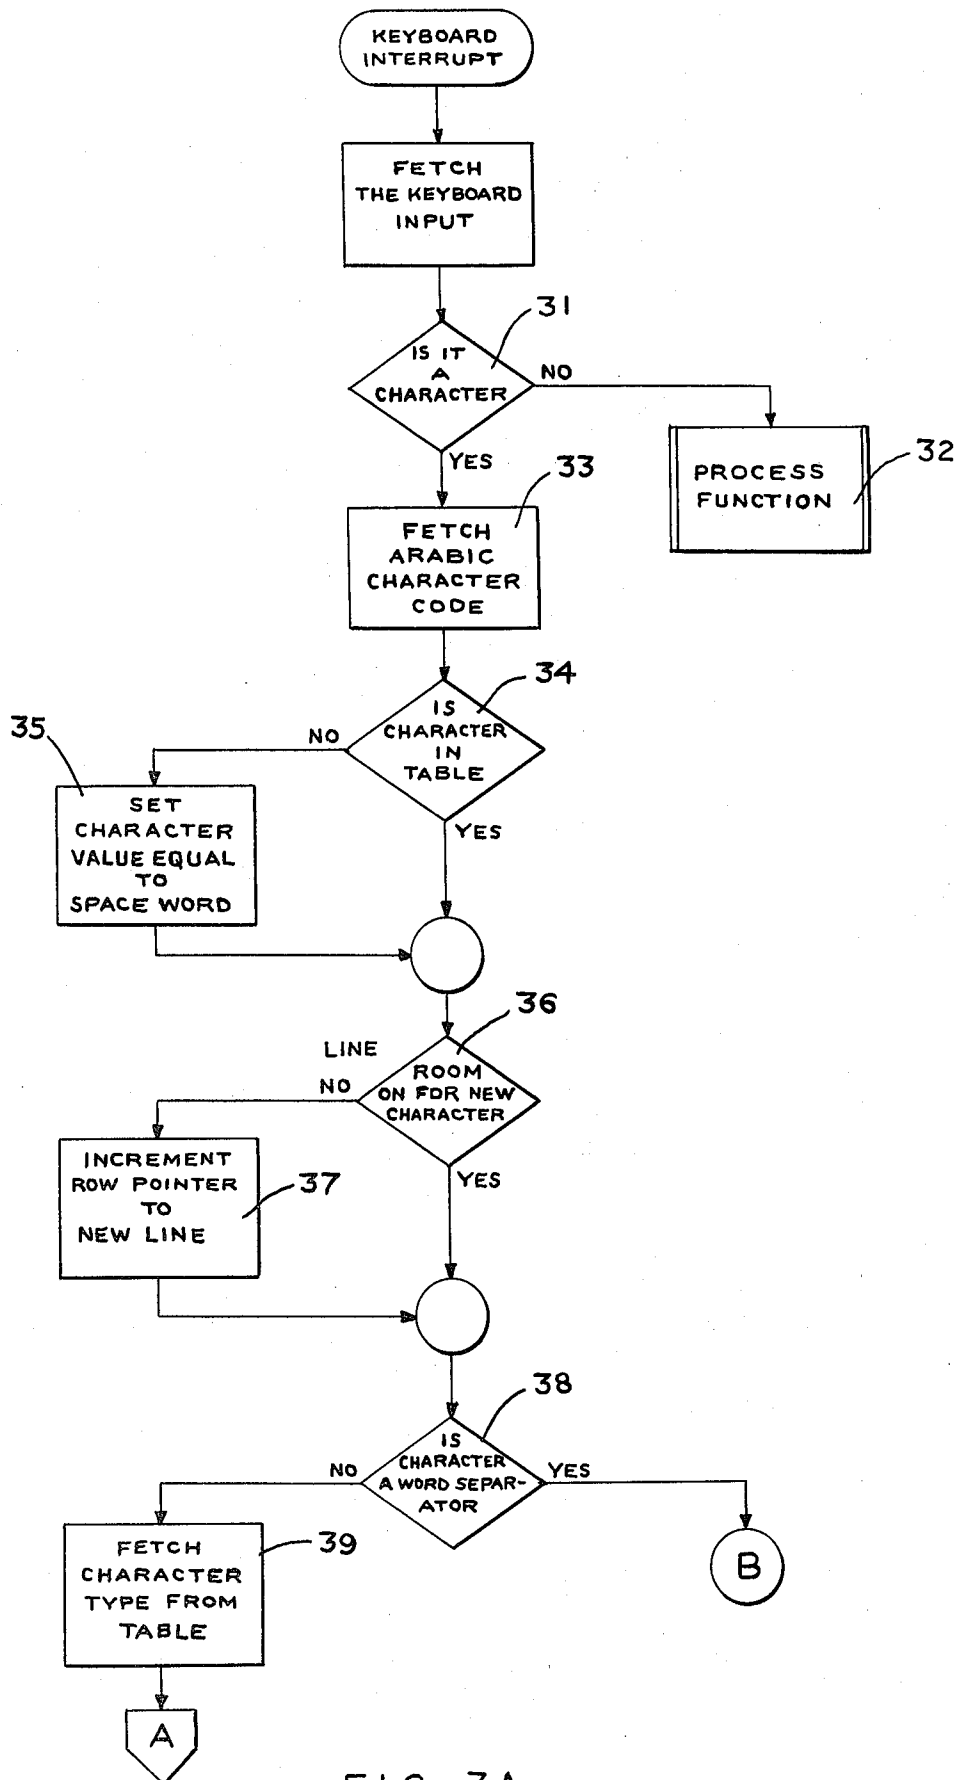 KEYBOARD
INTERRUPT
FETCH
THE KEYBOARD
INPUT
31
IS IT
A
CHARACTER
NO
YES
32
PROCESS
FUNCTION
33
FETCH
ARABIC
CHARACTER
CODE
34
IS
CHARACTER
IN
TABLE
NO
YES
35
SET
CHARACTER
VALUE EQUAL
TO
SPACE WORD
36
LINE
ROOM
ON FOR NEW
CHARACTER
NO
YES
INCREMENT
ROW POINTER
TO
NEW LINE
37
38
IS
CHARACTER
A WORD SEPAR-
ATOR
NO
YES
B
39
FETCH
CHARACTER
TYPE FROM
TABLE
A